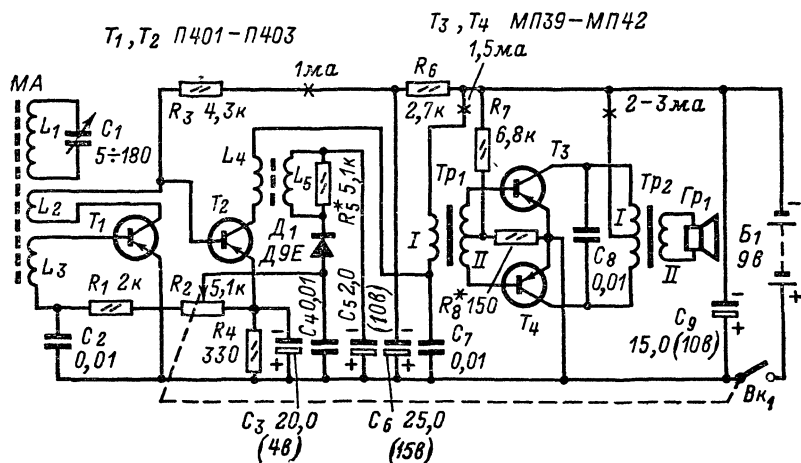 T1, T2 П401-П403
T3, T4 МП39-МП42
1,5ма
МА
1ма
R6
2,7к
R3 4,3к
R7
6,8к
2-3ма
L1
C1
5÷180
L4
L5
R5* 5,1к
T3
Tp1
Tp2
Гр1
L2
T1
T2
Д1
Д9Е
I
II
I
II
C8
0,01
Б1
9в
L3
R1 2к
R2
5,1к
C4 0,01
C5 2,0
(10в)
R8* 150
T4
C9
15,0 (10в)
C2
0,01
R4
330
C7
0,01
Вк1
C3 20,0
(4в)
C6 25,0
(15в)